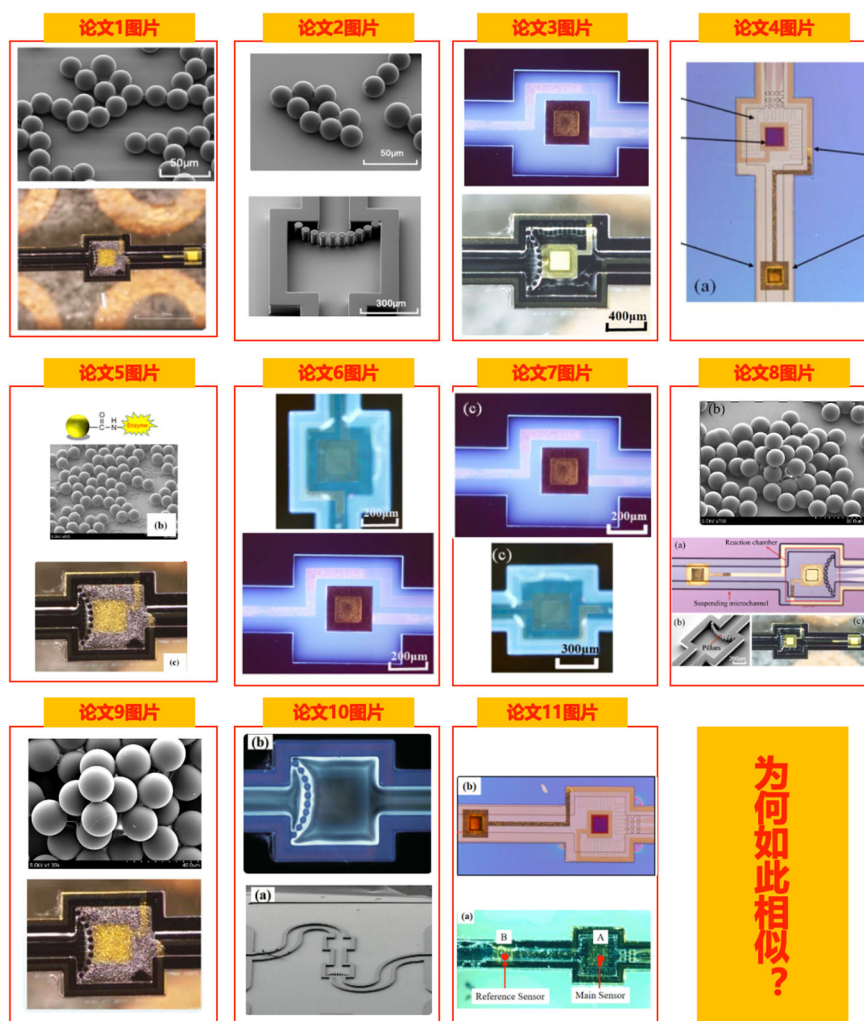 论文1图片
论文2图片
论文3图片
论文4图片
50μm
50μm
300μm
400μm
(a)
论文5图片
论文6图片
论文7图片
论文8图片
O
C
H
N
Enzyme
(b)
(c)
200μm
200μm
(c)
200μm
(c)
300μm
(b)
(a)
Reaction chamber
Suspending microchannel
(b)
Pillars
(c)
论文9图片
论文10图片
论文11图片
(b)
(a)
(b)
(a)
B
A
Reference Sensor
Main Sensor
为何如此相似？